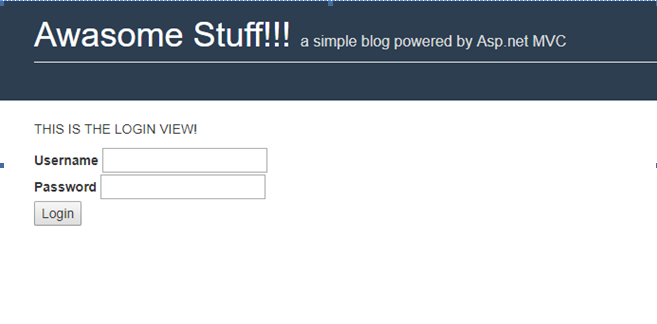 Awasome Stuff!!! a simple blog powered by Asp.net MVC
THIS IS THE LOGIN VIEW!
Username
Password
Login